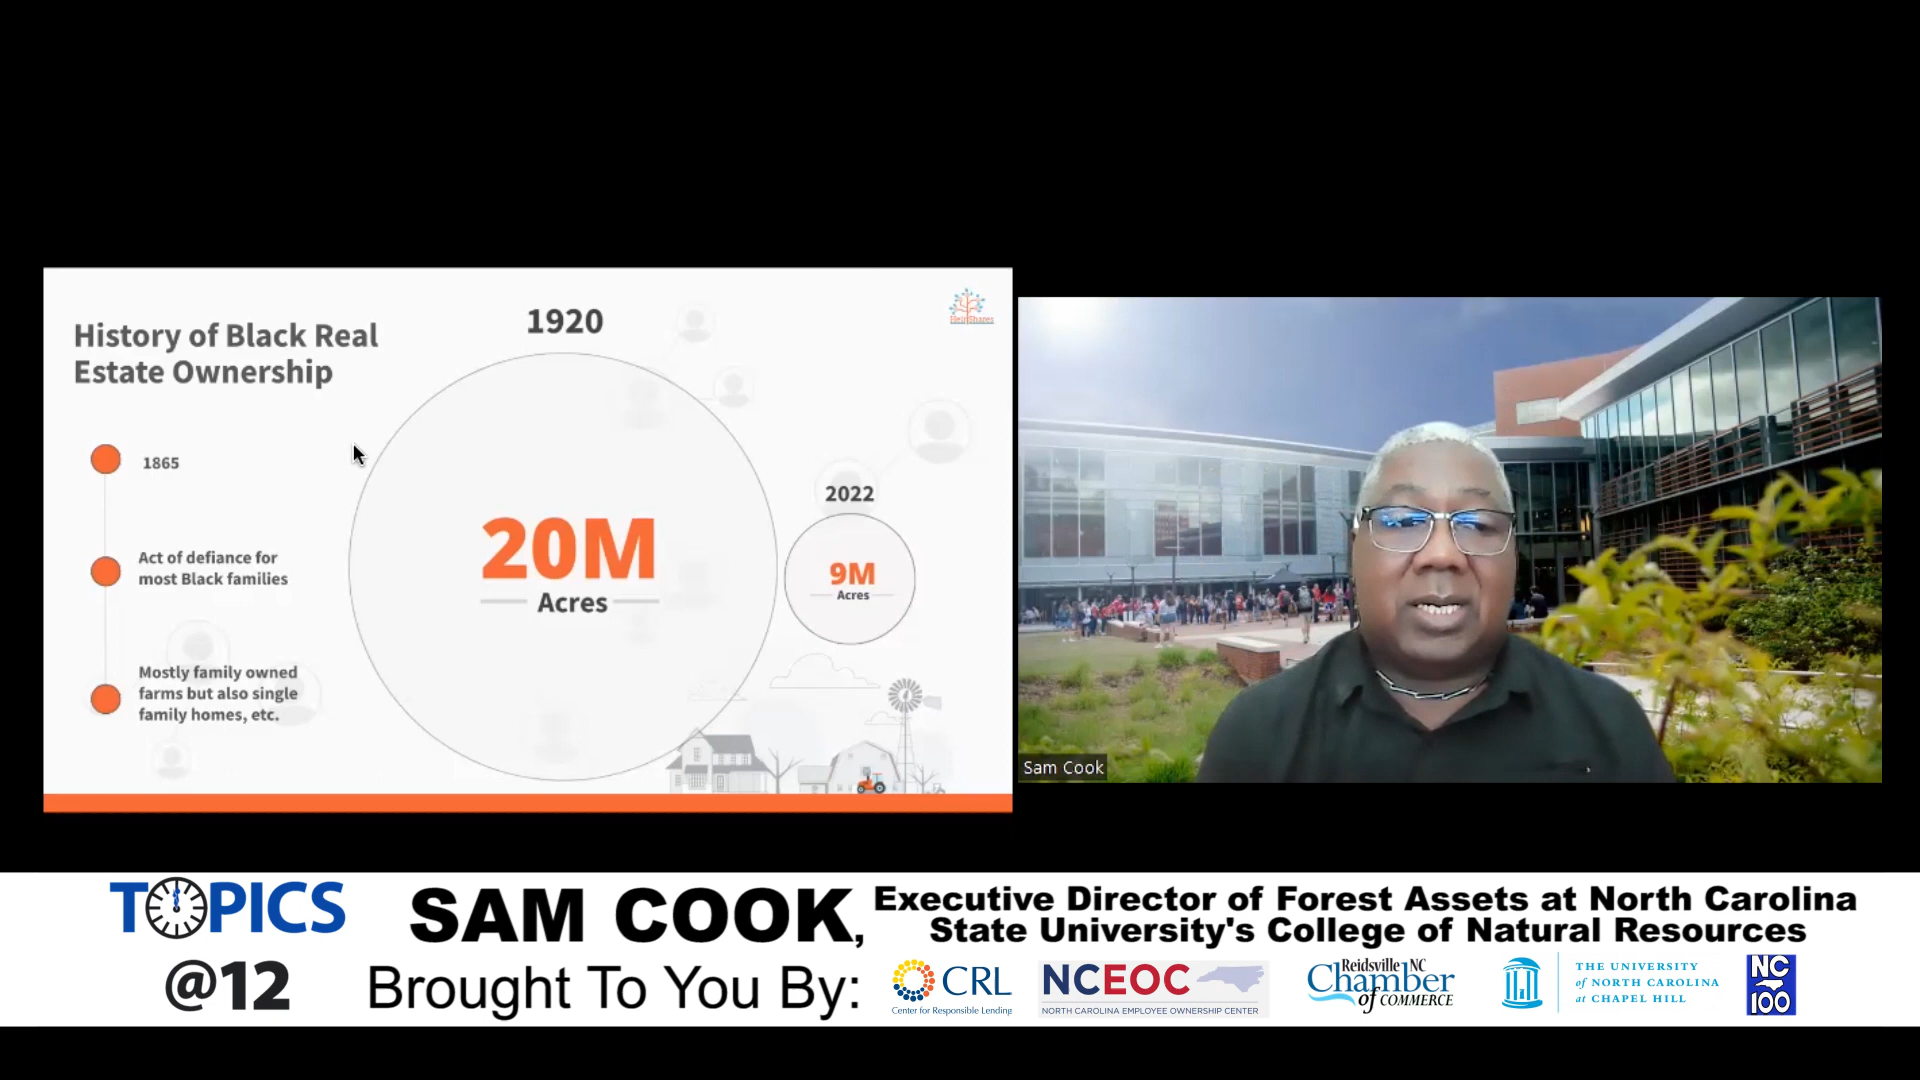 History of Black Real
Estate Ownership
1865
Act of defiance for
most Black families
Mostly family owned
farms but also single
family homes, etc.
1920
20M
Acres
2022
9M
Acres
HeirShares
Sam Cook
TOPICS
@12
SAM COOK,
Executive Director of Forest Assets at North Carolina
State University's College of Natural Resources
Brought To You By:
CRL
Center for Responsible Lending
NCEOC
NORTH CAROLINA EMPLOYEE OWNERSHIP CENTER
Reidsville NC
Chamber
of COMMERCE
THE UNIVERSITY
of NORTH CAROLINA
at CHAPEL HILL
NC
100